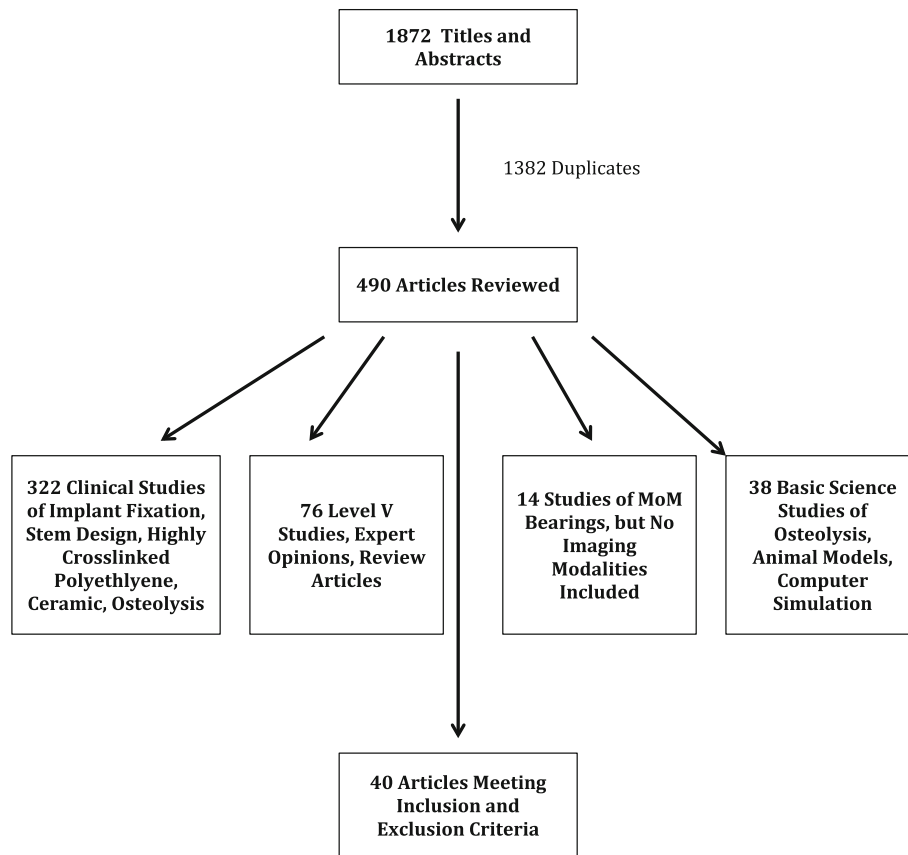 1872 Titles and
Abstracts
1382 Duplicates
490 Articles Reviewed
322 Clinical Studies
of Implant Fixation,
Stem Design, Highly
Crosslinked
Polyethlyene,
Ceramic, Osteolysis
76 Level V
Studies, Expert
Opinions, Review
Articles
14 Studies of MoM
Bearings, but No
Imaging
Modalities
Included
38 Basic Science
Studies of
Osteolysis,
Animal Models,
Computer
Simulation
40 Articles Meeting
Inclusion and
Exclusion Criteria